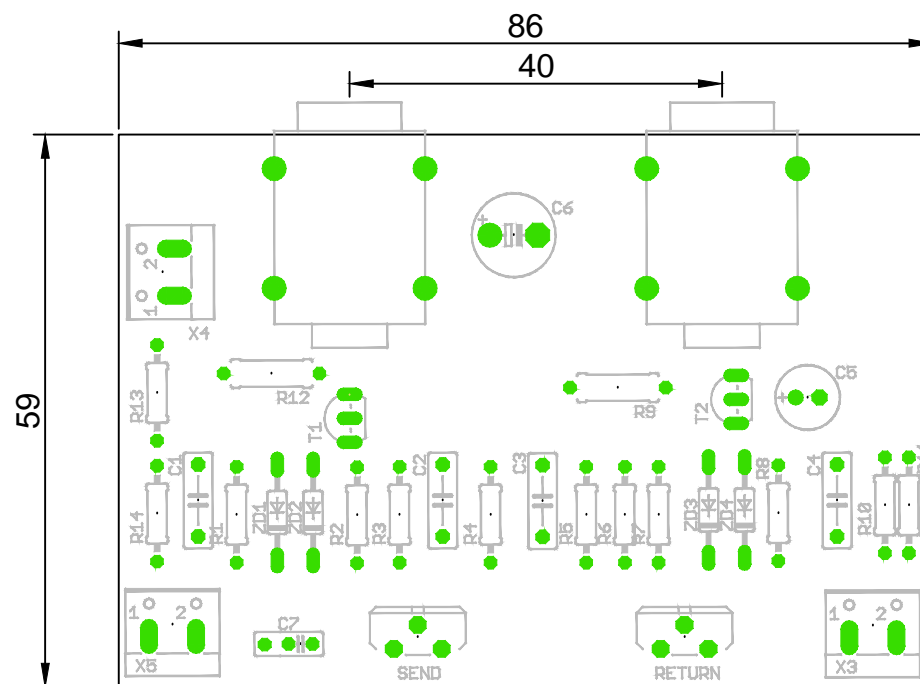 86
40
59
C6
+
2
1
X4
R13
R12
T1
R9
T2
C5
+
R14
C1
R1
ZD1
ZD2
R2
R3
C2
R4
C3
R5
R6
R7
ZD3
ZD4
R8
C4
R10
1
2
X5
C7
SEND
RETURN
1
2
X3